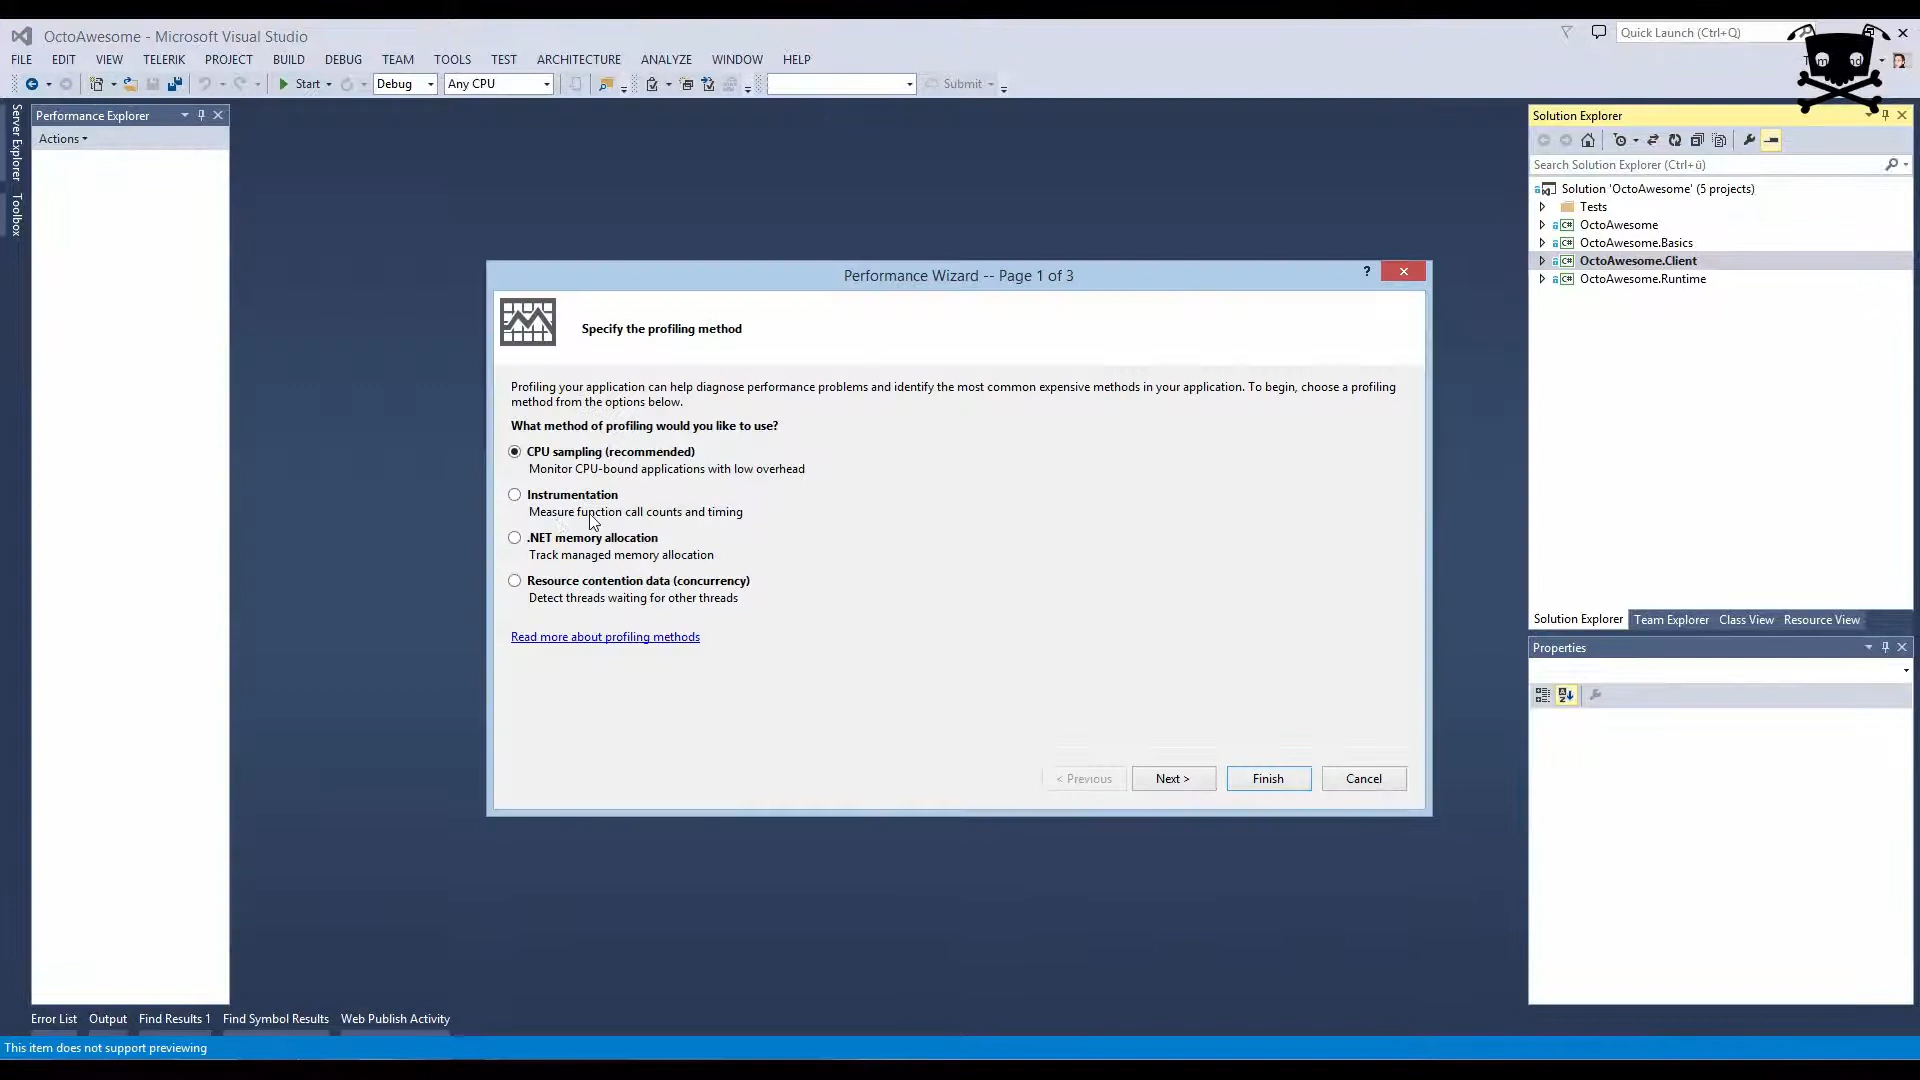 OctoAwesome - Microsoft Visual Studio
Quick Launch (Ctrl+Q)
FILE EDIT VIEW TELERIK PROJECT BUILD DEBUG TEAM TOOLS TEST ARCHITECTURE ANALYZE WINDOW HELP
Start Debug Any CPU Submit
Server Explorer
Toolbox
Performance Explorer
Actions
Performance Wizard -- Page 1 of 3
?
Specify the profiling method
Profiling your application can help diagnose performance problems and identify the most common expensive methods in your application. To begin, choose a profiling
method from the options below.
What method of profiling would you like to use?
CPU sampling (recommended)
Monitor CPU-bound applications with low overhead
Instrumentation
Measure function call counts and timing
.NET memory allocation
Track managed memory allocation
Resource contention data (concurrency)
Detect threads waiting for other threads
Read more about profiling methods
< Previous Next > Finish Cancel
Solution Explorer
Search Solution Explorer (Ctrl+ü)
Solution 'OctoAwesome' (5 projects)
Tests
C# OctoAwesome
C# OctoAwesome.Basics
C# OctoAwesome.Client
C# OctoAwesome.Runtime
Solution Explorer Team Explorer Class View Resource View
Properties
Error List Output Find Results 1 Find Symbol Results Web Publish Activity
This item does not support previewing